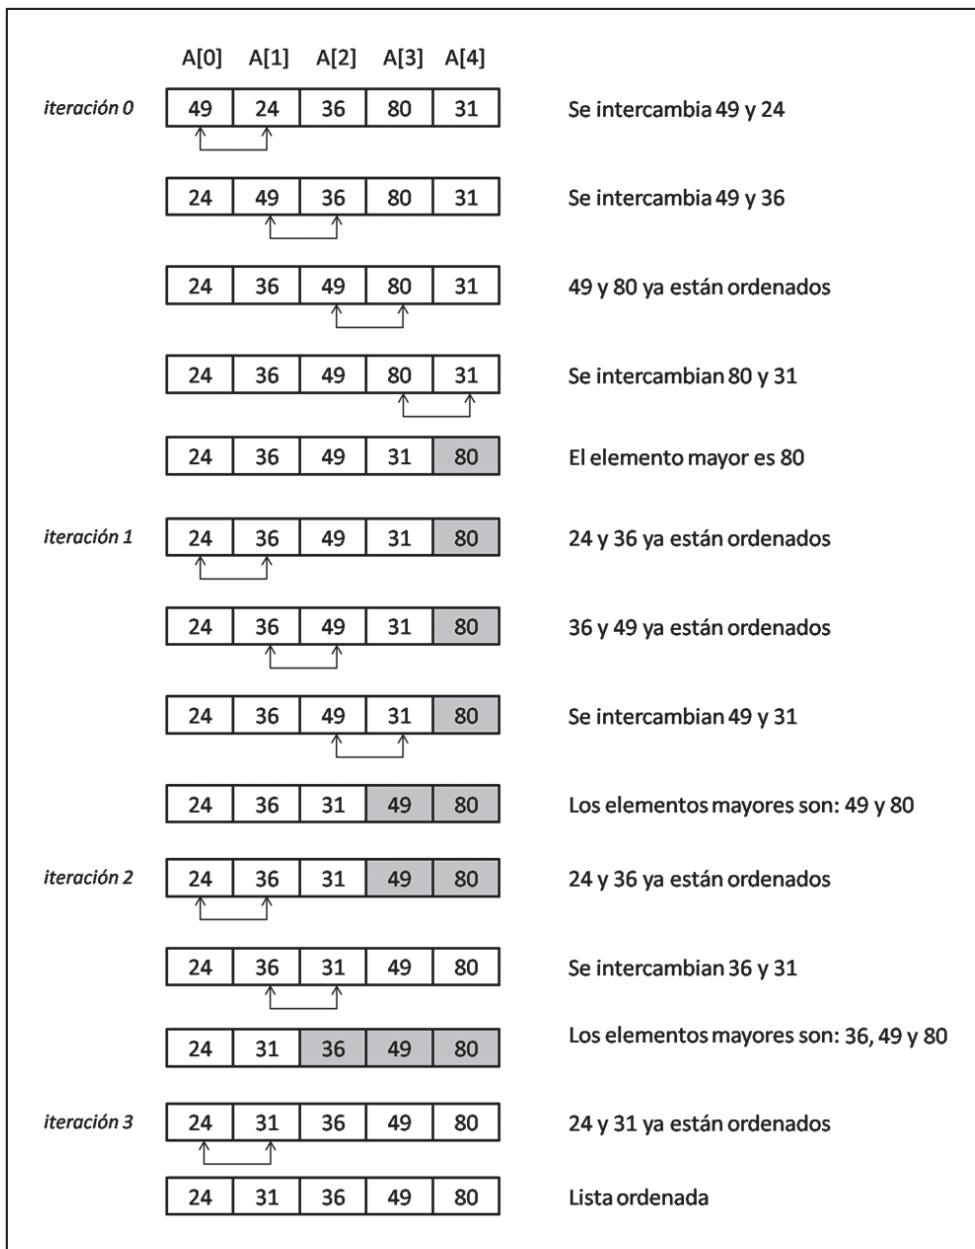 A[0] A[1] A[2] A[3] A[4]
iteración 0 49 24 36 80 31 Se intercambia 49 y 24
24 49 36 80 31 Se intercambia 49 y 36
24 36 49 80 31 49 y 80 ya están ordenados
24 36 49 80 31 Se intercambian 80 y 31
24 36 49 31 80 El elemento mayor es 80
iteración 1 24 36 49 31 80 24 y 36 ya están ordenados
24 36 49 31 80 36 y 49 ya están ordenados
24 36 49 31 80 Se intercambian 49 y 31
24 36 31 49 80 Los elementos mayores son: 49 y 80
iteración 2 24 36 31 49 80 24 y 36 ya están ordenados
24 36 31 49 80 Se intercambian 36 y 31
24 31 36 49 80 Los elementos mayores son: 36, 49 y 80
iteración 3 24 31 36 49 80 24 y 31 ya están ordenados
24 31 36 49 80 Lista ordenada